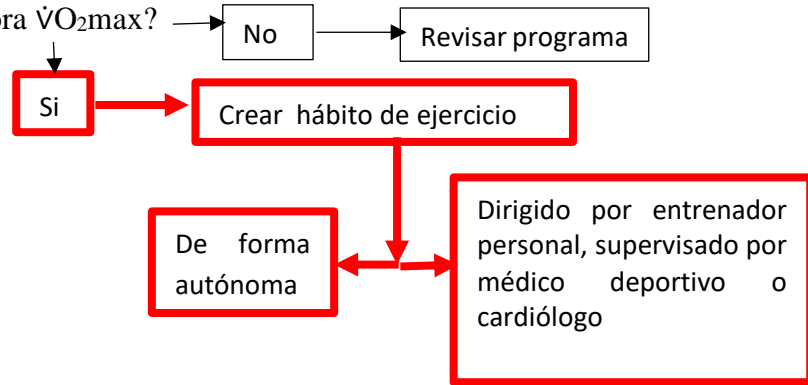 V̇O₂max?
No
Revisar programa
Si
Crear hábito de ejercicio
De forma
autónoma
Dirigido por entrenador
personal, supervisado por
médico deportivo o
cardiólogo